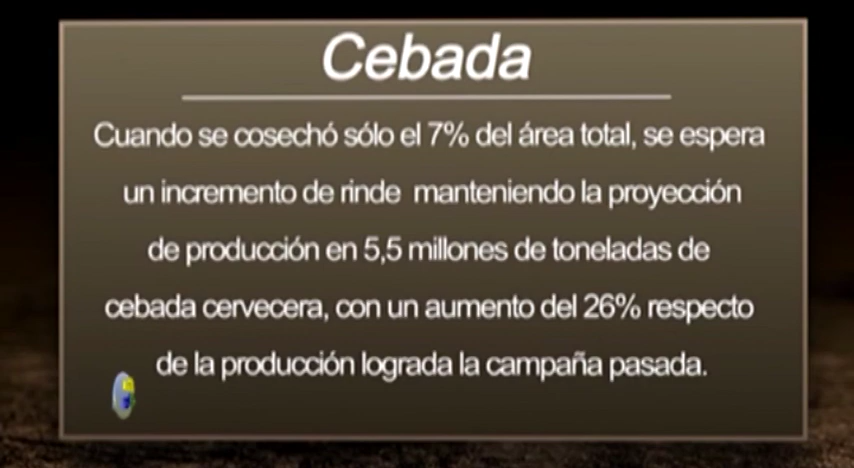 Cebada
Cuando se cosechó sólo el 7% del área total, se espera
un incremento de rinde manteniendo la proyección
de producción en 5,5 millones de toneladas de
cebada cervecera, con un aumento del 26% respecto
de la producción lograda la campaña pasada.